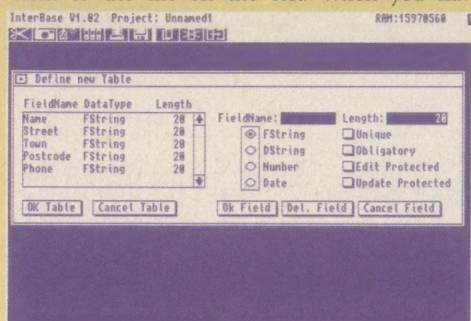 InterBase V1.02 Project: Unnamed1 RAM:15970560
Define new Table
FieldName DataType Length
Name FString 20
Street FString 20
Town FString 20
Postcode FString 20
Phone FString 20
FieldName: Length: 20
FString Unique
DString Obligatory
Number Edit Protected
Date Update Protected
OK Table Cancel Table Ok Field Del. Field Cancel Field